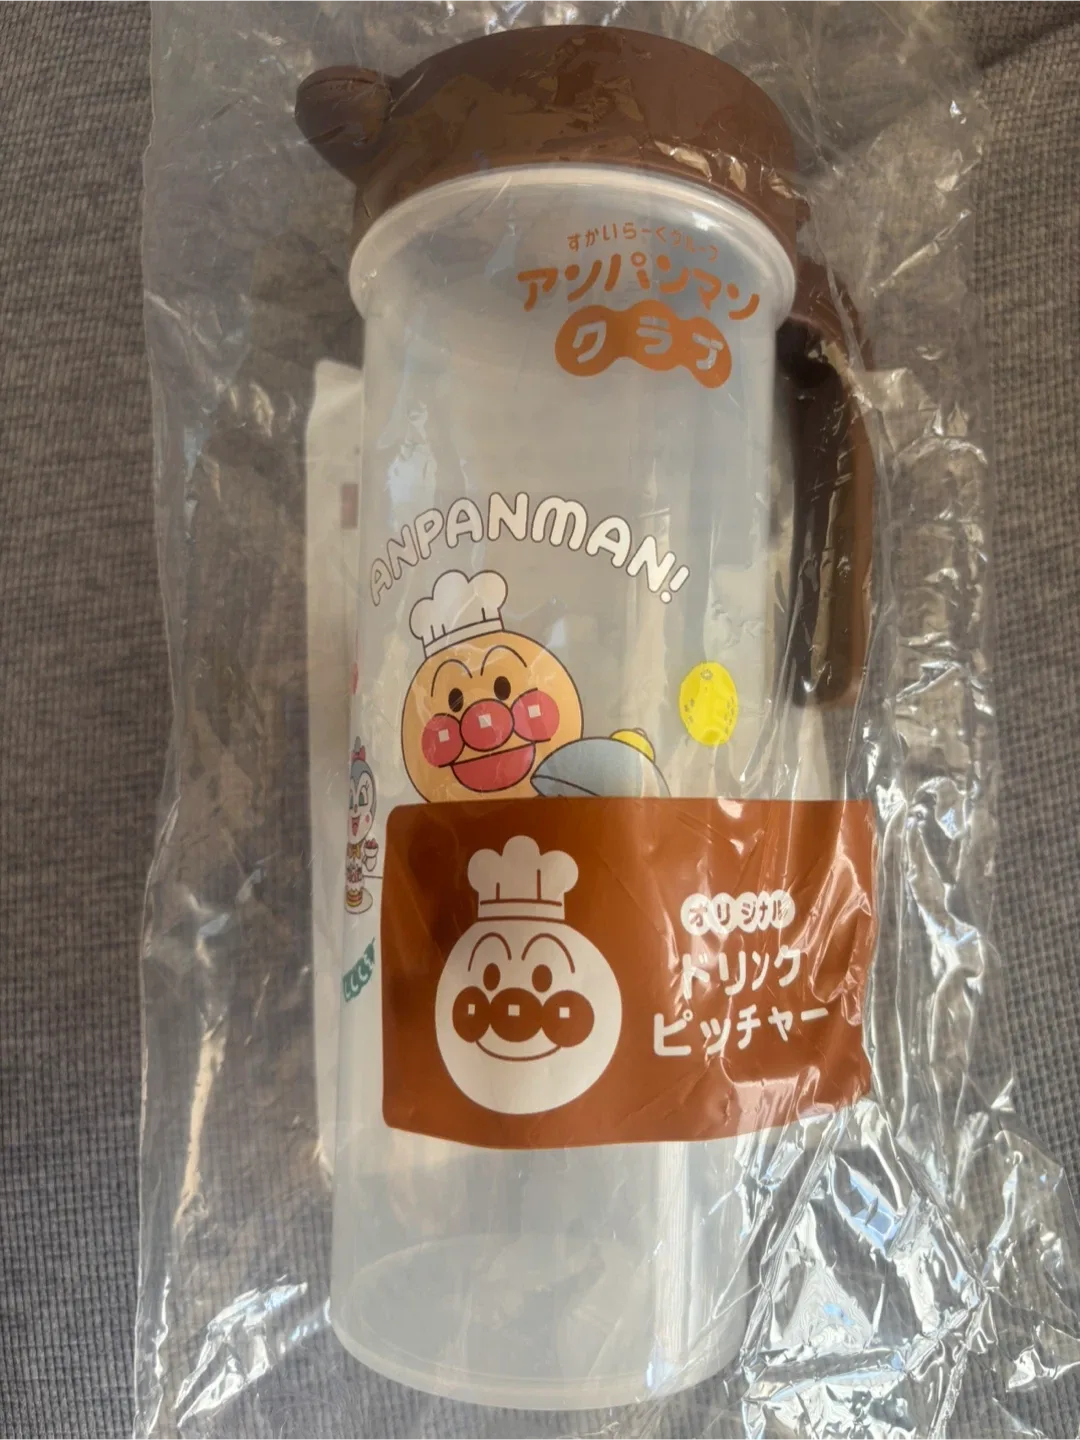 すかいらーくグループ
アンパンマン
クラブ
ANPANMAN!
オリジナル
ドリンク
ピッチャー